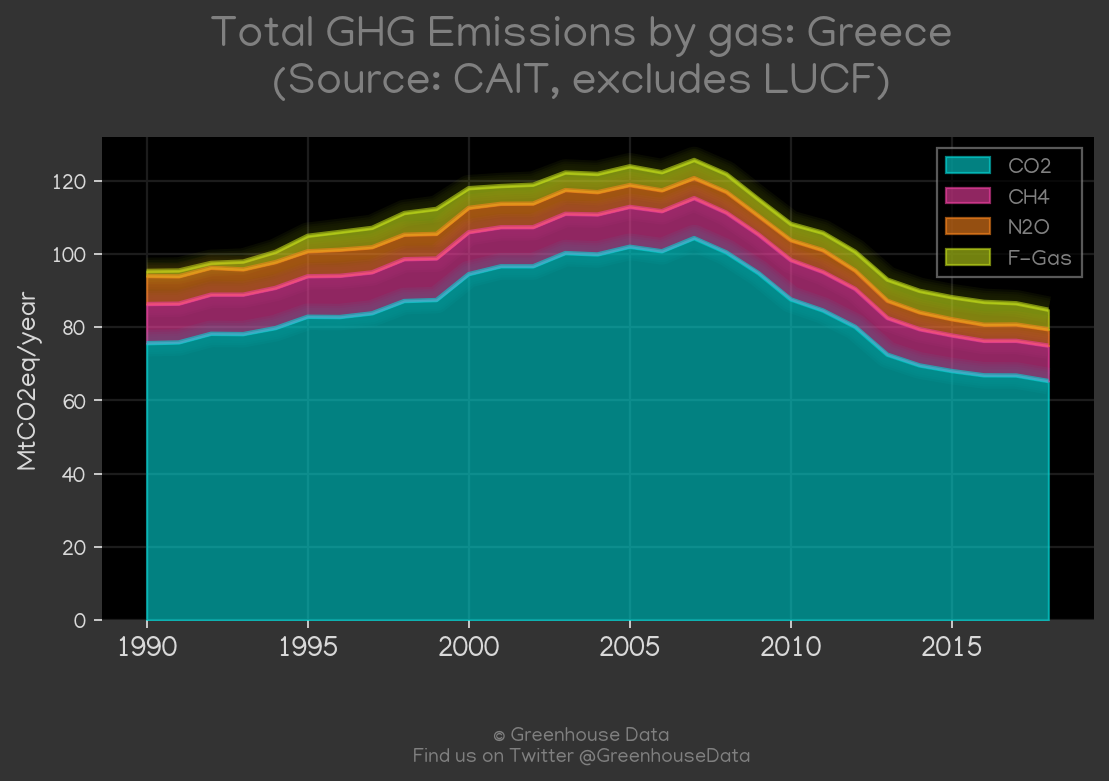 Total GHG Emissions by gas: Greece
(Source: CAIT, excludes LUCF)
CO2
CH4
N2O
F-Gas
MtCO2eq/year
120
100
80
60
40
20
0
1990 1995 2000 2005 2010 2015
© Greenhouse Data
Find us on Twitter @GreenhouseData